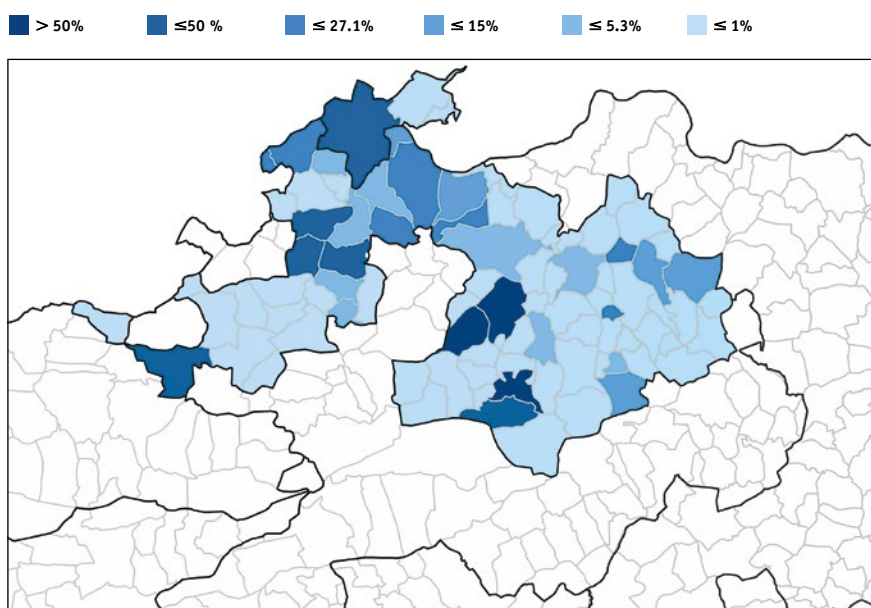 > 50% ≤50 % ≤ 27.1% ≤ 15% ≤ 5.3% ≤ 1%